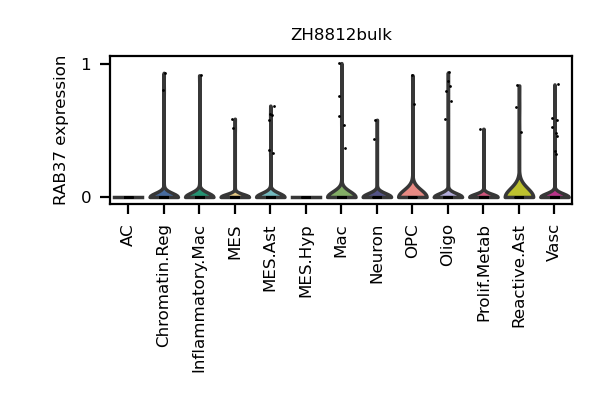 ZH8812bulk
RAB37 expression
1
0
AC
Chromatin.Reg
Inflammatory.Mac
MES
MES.Ast
MES.Hyp
Mac
Neuron
OPC
Oligo
Prolif.Metab
Reactive.Ast
Vasc